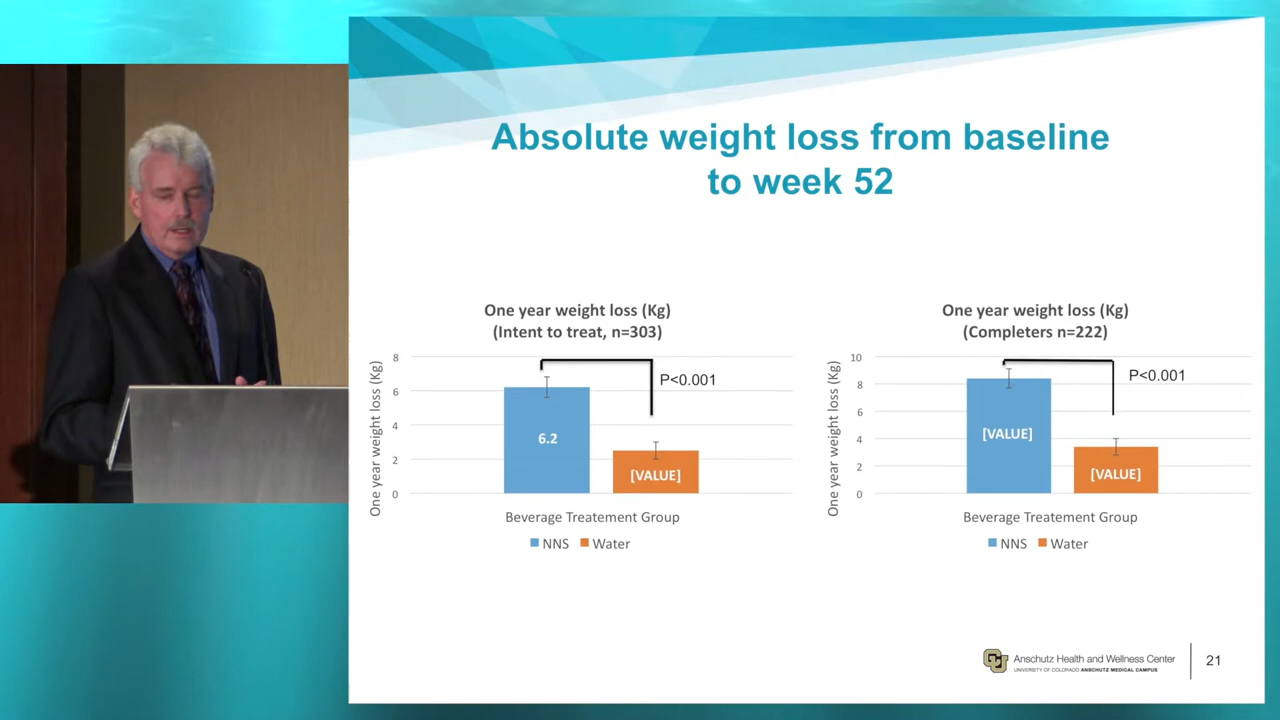 Absolute weight loss from baseline
to week 52
One year weight loss (Kg)
(Intent to treat, n=303)
One year weight loss (Kg)
8
6
4
2
0
P<0.001
6.2
[VALUE]
Beverage Treatement Group
NNS Water
One year weight loss (Kg)
(Completers n=222)
One year weight loss (Kg)
10
8
6
4
2
0
P<0.001
[VALUE]
[VALUE]
Beverage Treatement Group
NNS Water
CU
Anschutz Health and Wellness Center
UNIVERSITY OF COLORADO ANSCHUTZ MEDICAL CAMPUS
21